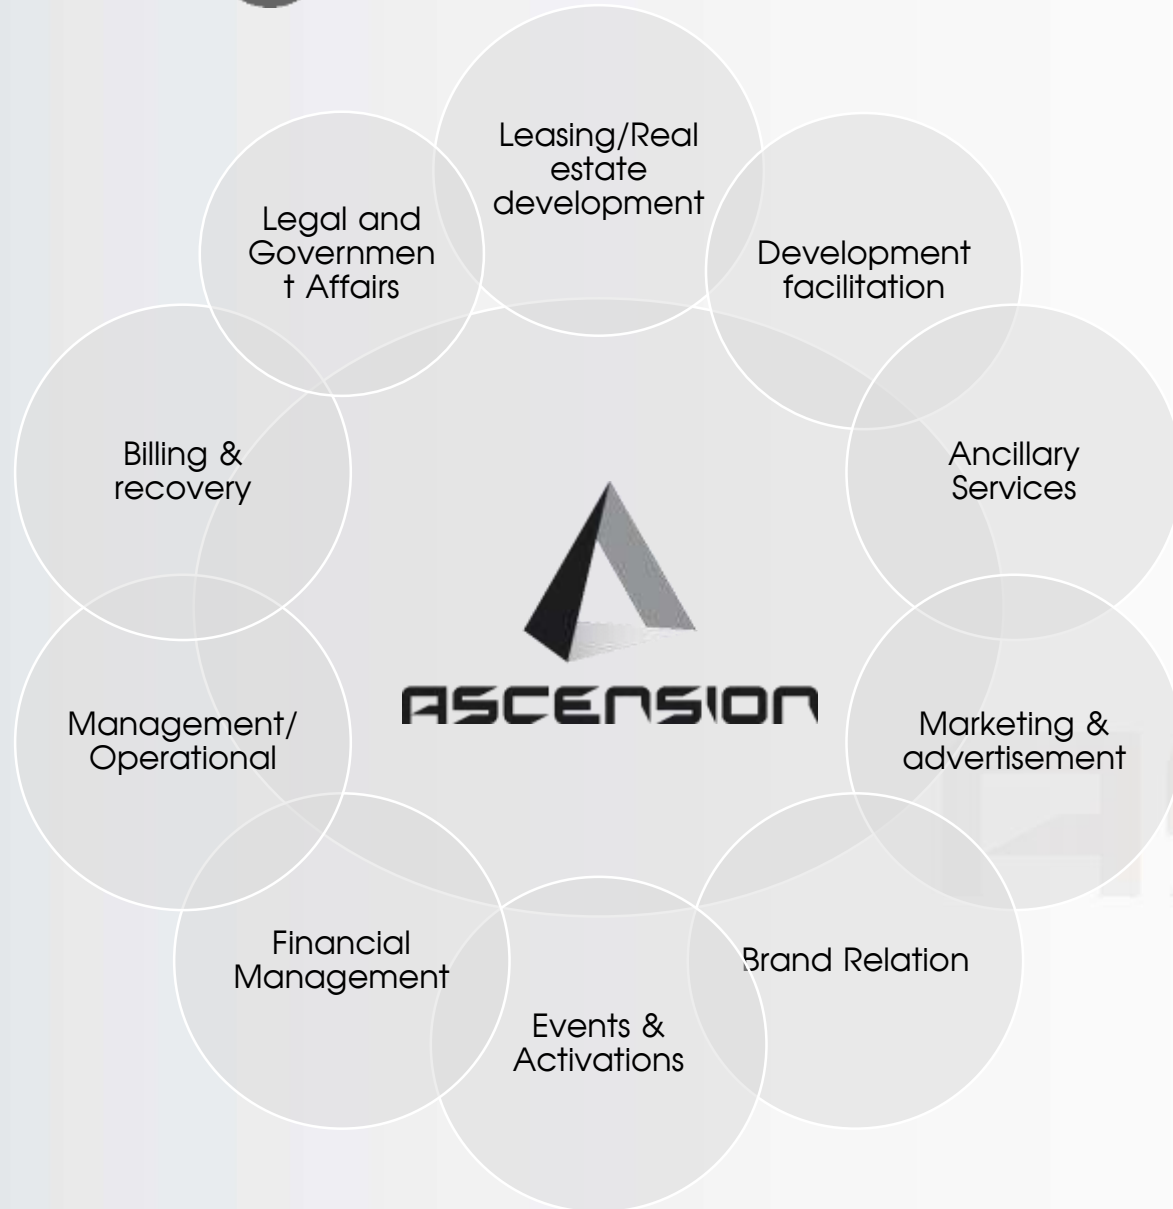 Leasing/Real
estate
development
Development
facilitation
Ancillary
Services
Marketing &
advertisement
Brand Relation
Events &
Activations
Financial
Management
Management/
Operational
Billing &
recovery
Legal and
Governmen
t Affairs
ASCENSION